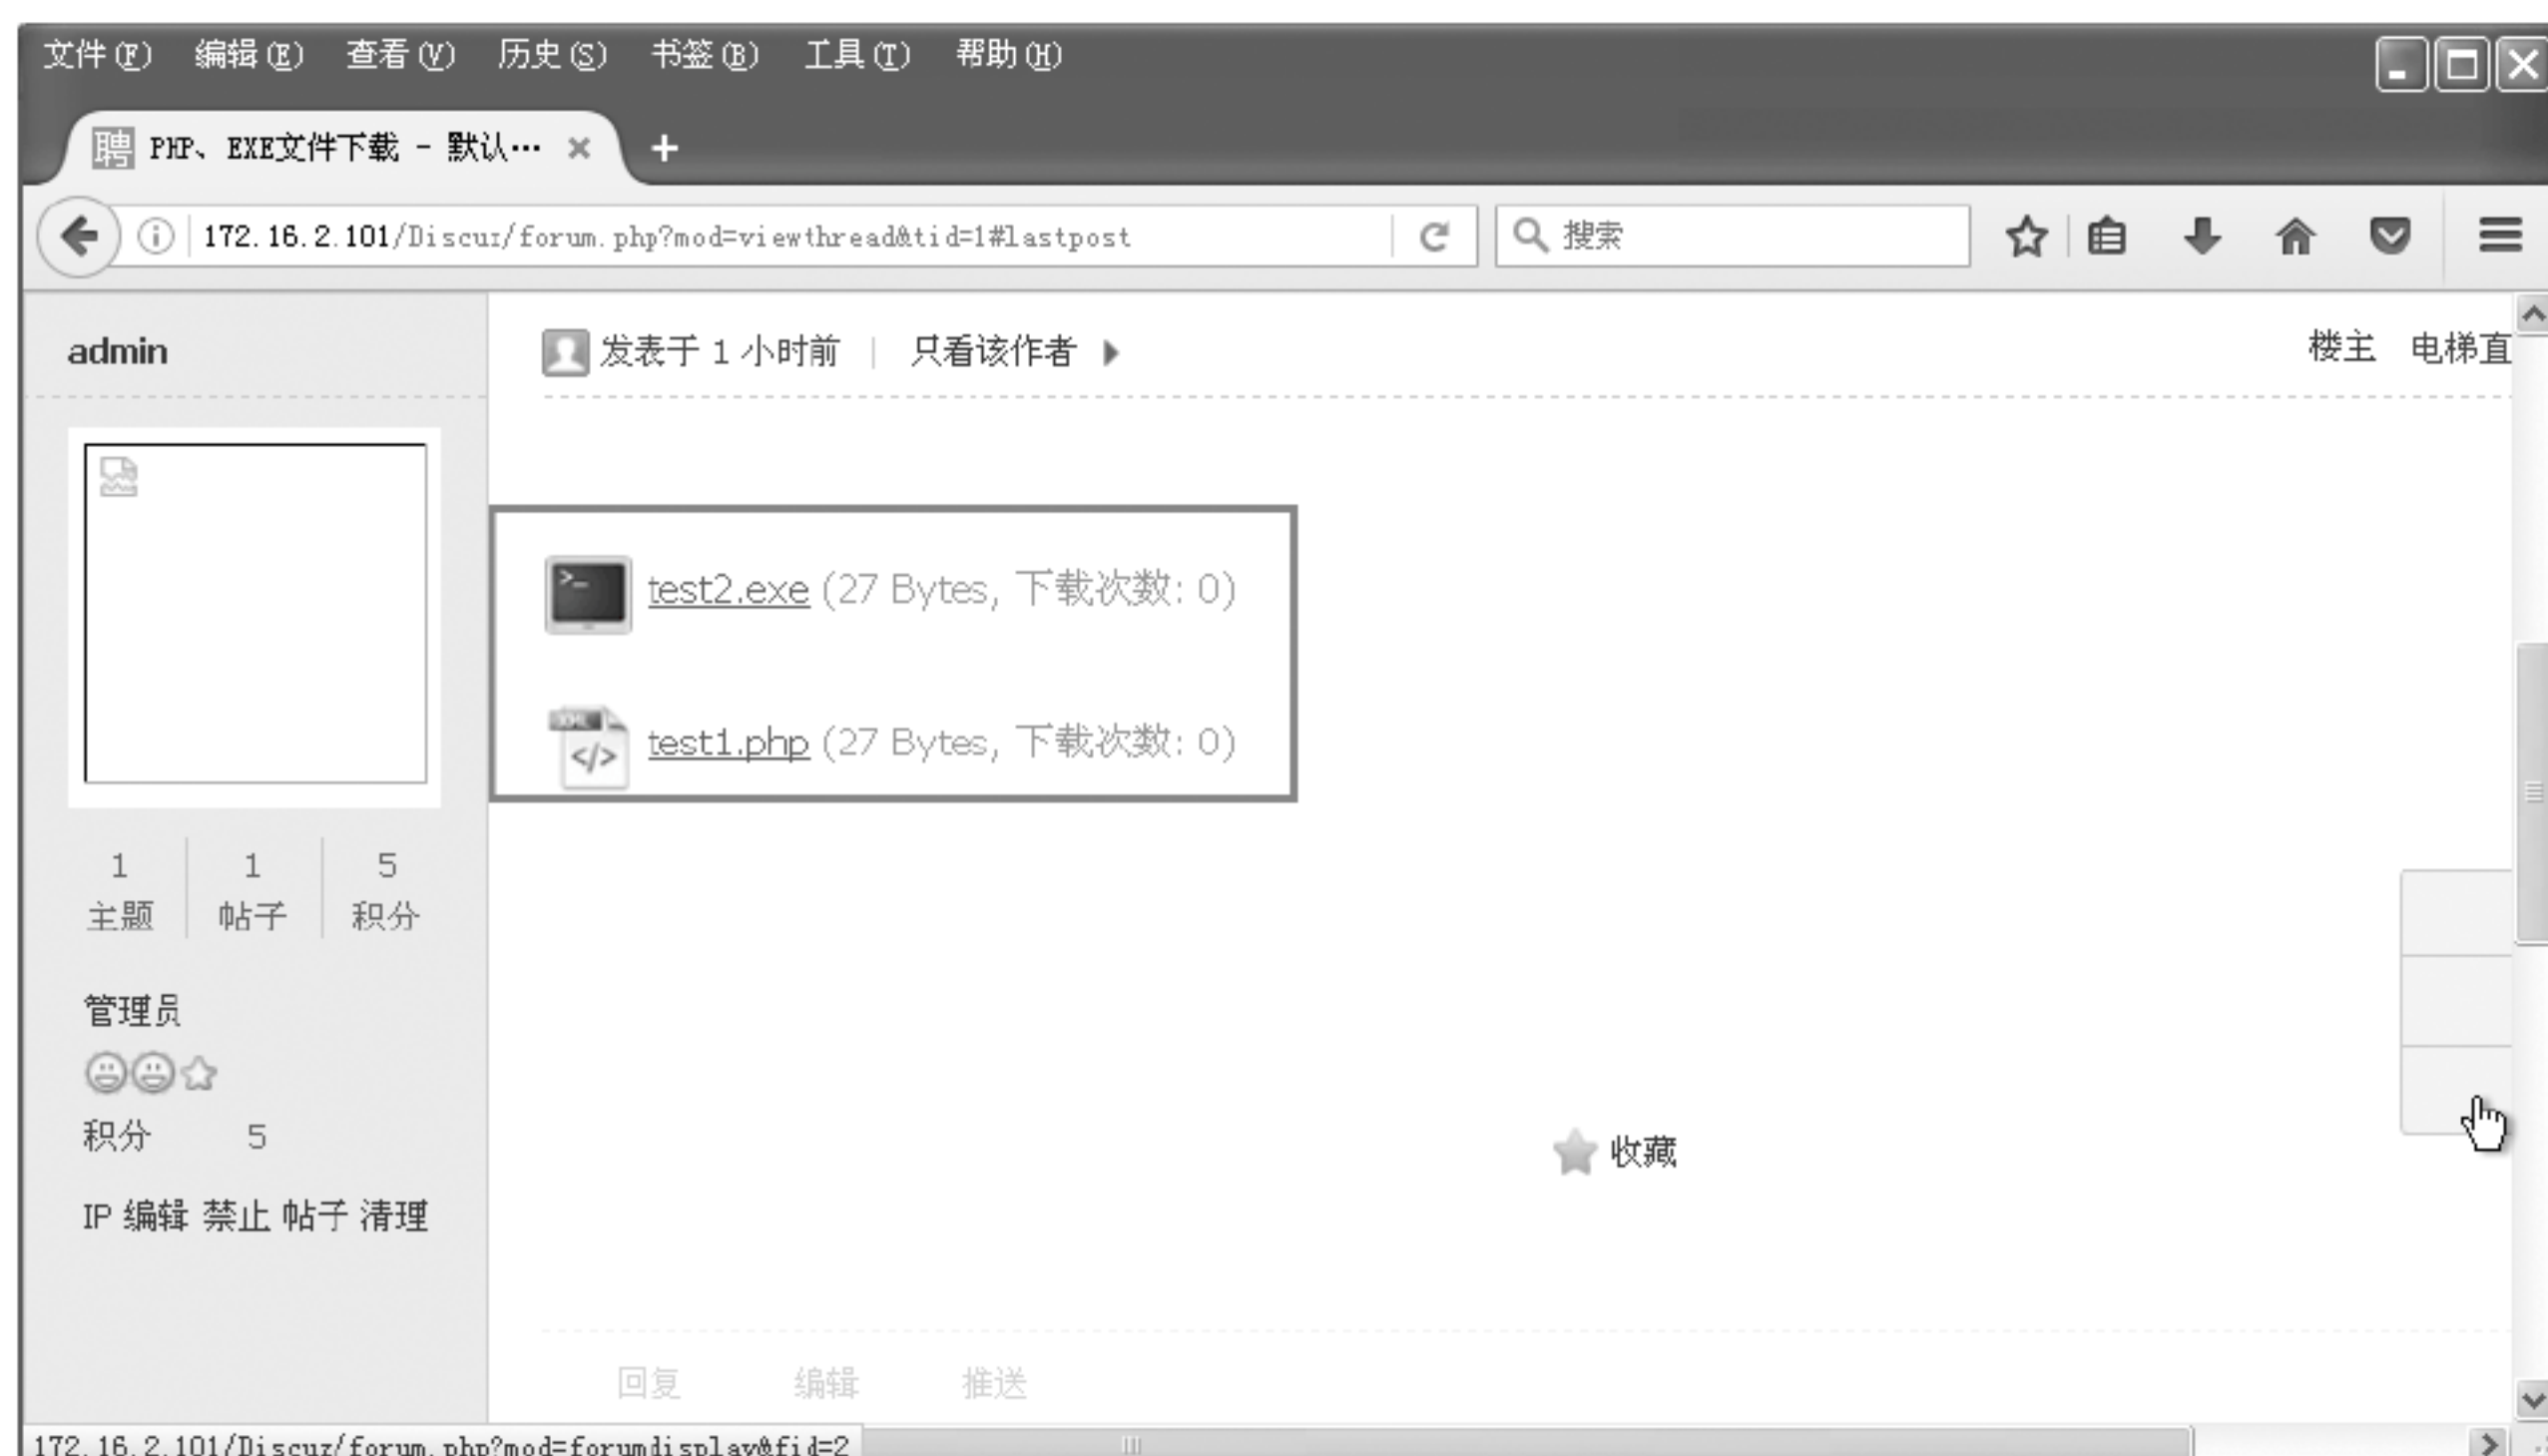 文件(F) 编辑(E) 查看(V) 历史(S) 书签(B) 工具(T) 帮助(H)
聘 PHP、EXE文件下载 - 默认…
172.16.2.101/Discuz/forum.php?mod=viewthread&tid=1#lastpost 搜索
admin 发表于 1 小时前 只看该作者 楼主 电梯直
test2.exe (27 Bytes, 下载次数: 0)
test1.php (27 Bytes, 下载次数: 0)
1 1 5
主题 帖子 积分
管理员
积分 5
收藏
IP 编辑 禁止 帖子 清理
回复 编辑 推送
172.16.2.101/Discuz/forum.php?mod=forumdisplay&fid=2